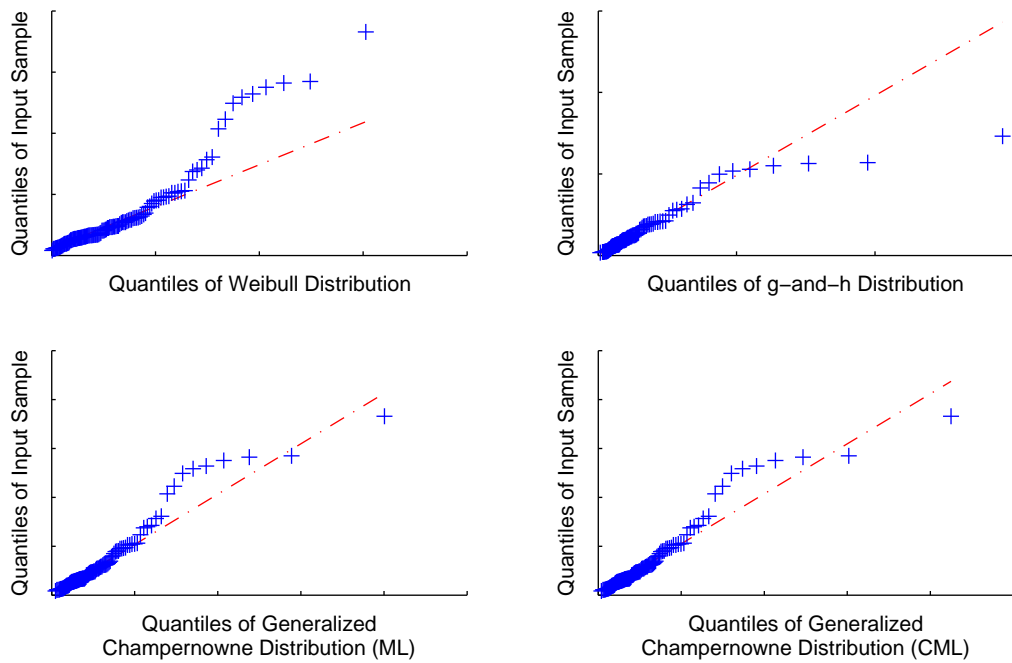 Quantiles of Input Sample
Quantiles of Weibull Distribution
Quantiles of Input Sample
Quantiles of g−and−h Distribution
Quantiles of Input Sample
Quantiles of Generalized
Champernowne Distribution (ML)
Quantiles of Input Sample
Quantiles of Generalized
Champernowne Distribution (CML)